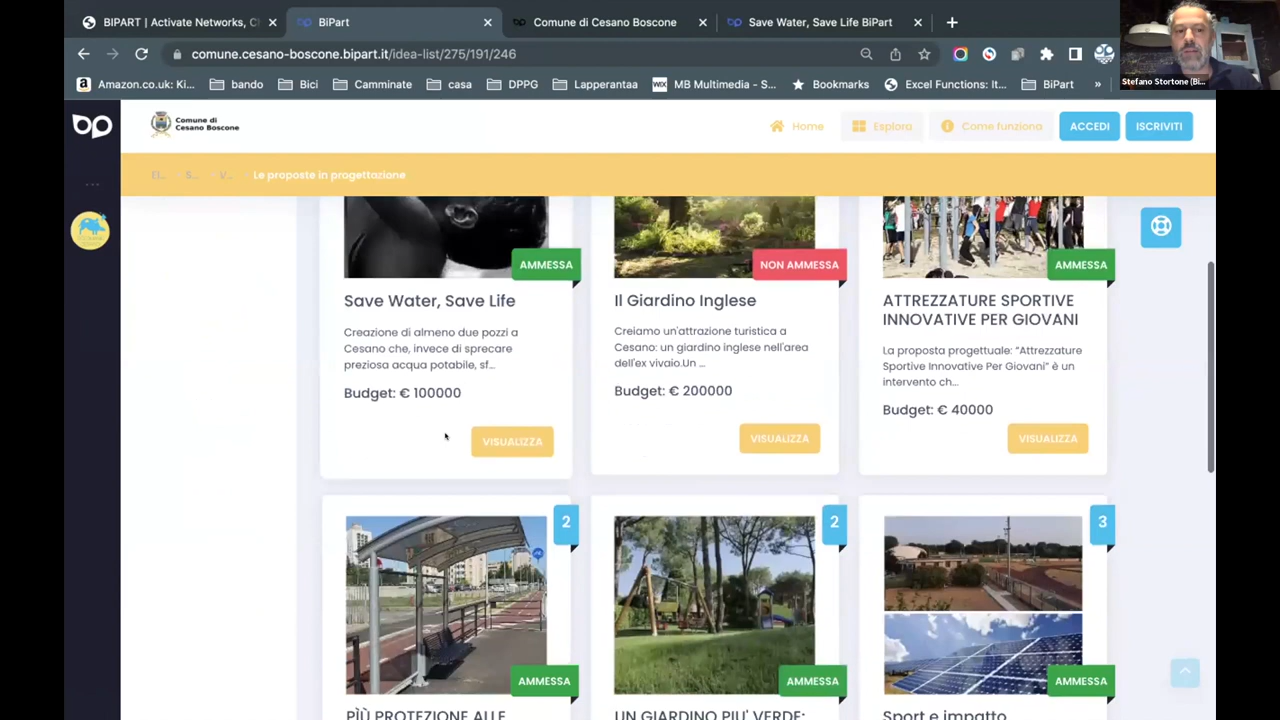 BIPART | Activate Networks, C
BiPart
Comune di Cesano Boscone
Save Water, Save Life BiPart
comune.cesano-boscone.bipart.it/idea-list/275/191/246
Amazon.co.uk: Ki...
bando
Bici
Camminate
casa
DPPG
Lapperantaa
WIX
MB Multimedia - S...
Bookmarks
Excel Functions: It...
BiPart
»
Stefano Stortone (Bi...
Comune di
Cesano Boscone
Home
Esplora
Come funziona
ACCEDI
ISCRIVITI
El...
S...
V...
Le proposte in progettazione
AMMESSA
NON AMMESSA
AMMESSA
Save Water, Save Life
Creazione di almeno due pozzi a
Cesano che, invece di sprecare
preziosa acqua potabile, sf...
Budget: € 100000
VISUALIZZA
Il Giardino Inglese
Creiamo un'attrazione turistica a
Cesano: un giardino inglese nell'area
dell'ex vivaio.Un ...
Budget: € 200000
VISUALIZZA
ATTREZZATURE SPORTIVE
INNOVATIVE PER GIOVANI
La proposta progettuale: "Attrezzature
Sportive Innovative Per Giovani" è un
intervento ch...
Budget: € 40000
VISUALIZZA
2
2
3
AMMESSA
AMMESSA
AMMESSA
PIÙ PROTEZIONE ALLE
UN GIARDINO PIU' VERDE:
Sport e impatto